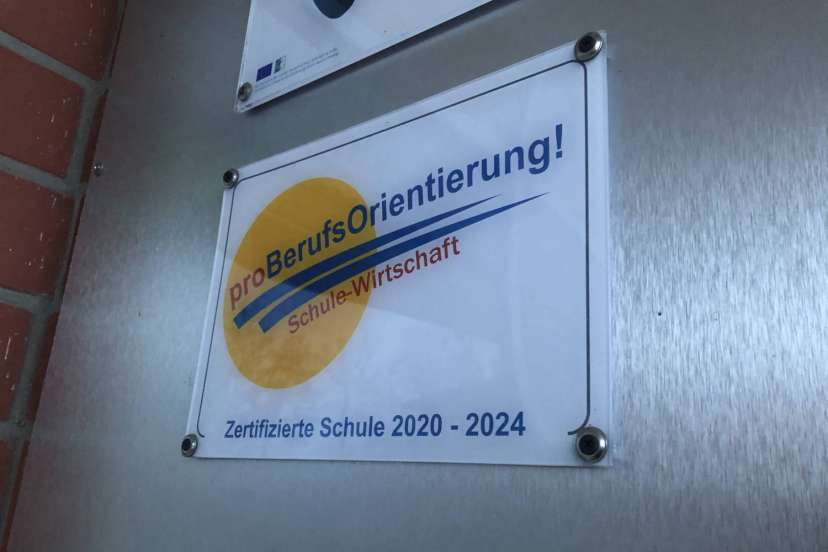 proBerufsOrientierung!
Schule-Wirtschaft
Zertifizierte Schule 2020 - 2024